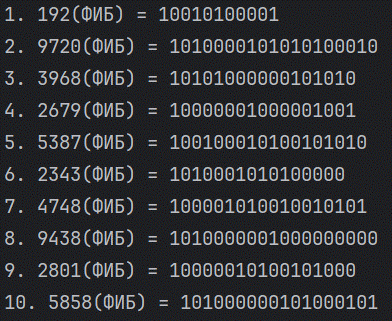 1. 192(ФИБ) = 10010100001
2. 9720(ФИБ) = 1010000101010100010
3. 3968(ФИБ) = 10101000000101010
4. 2679(ФИБ) = 10000001000001001
5. 5387(ФИБ) = 100100010100101010
6. 2343(ФИБ) = 1010001010100000
7. 4748(ФИБ) = 100001010010010101
8. 9438(ФИБ) = 1010000001000000000
9. 2801(ФИБ) = 10000010100101000
10. 5858(ФИБ) = 101000000101000101